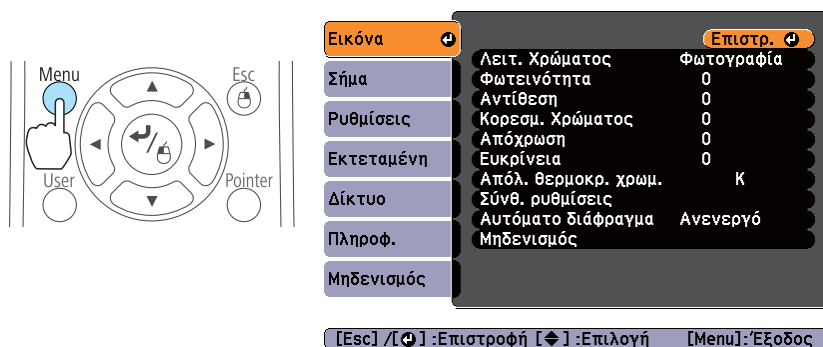 Menu
Esc
User
Pointer
Εικόνα
Σήμα
Ρυθμίσεις
Εκτεταμένη
Δίκτυο
Πληροφ.
Μηδενισμός
Επιστρ.
Λειτ. Χρώματος Φωτογραφία
Φωτεινότητα 0
Αντίθεση 0
Κορεσμ. Χρώματος 0
Απόχρωση 0
Ευκρίνεια 0
Απόλ. θερμοκρ. χρωμ. K
Σύνθ. ρυθμίσεις
Αυτόματο διάφραγμα Ανενεργό
Μηδενισμός
[Esc] /[ ] :Επιστροφή [ ] :Επιλογή [Menu]:Έξοδος